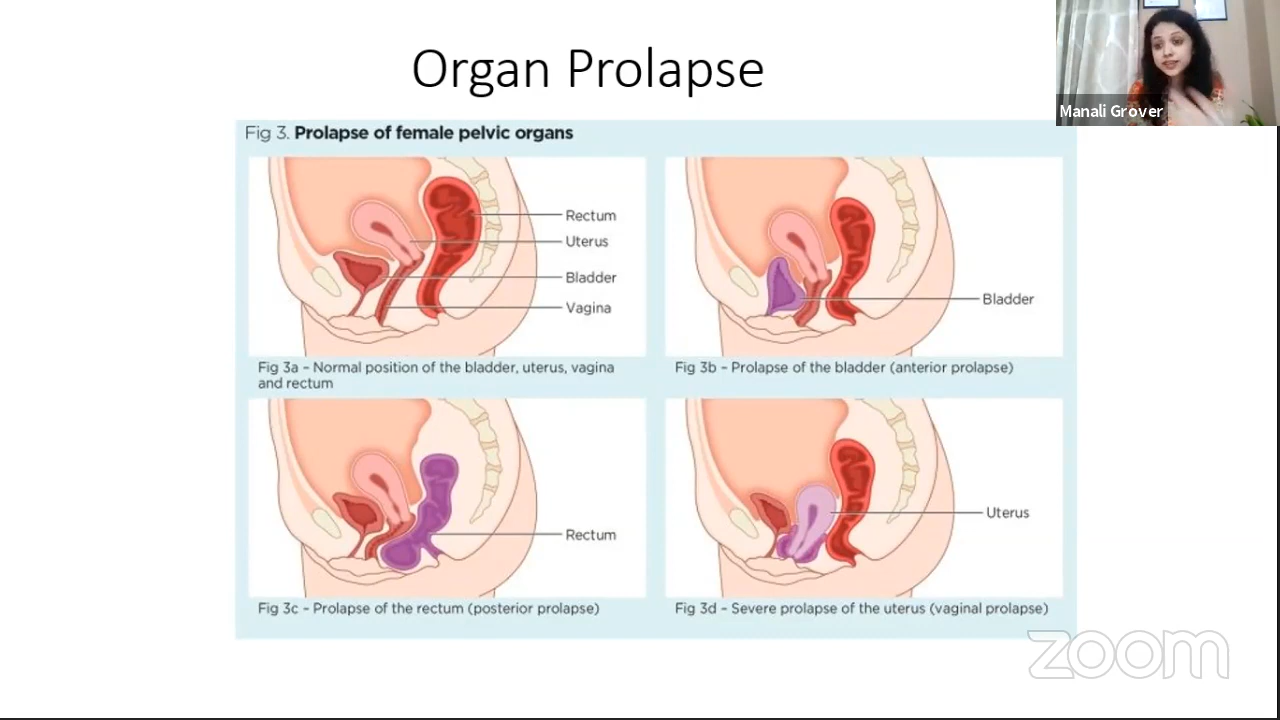 Organ Prolapse
Manali Grover
Fig 3. Prolapse of female pelvic organs
Rectum
Uterus
Bladder
Vagina
Fig 3a – Normal position of the bladder, uterus, vagina
and rectum
Bladder
Fig 3b – Prolapse of the bladder (anterior prolapse)
Rectum
Fig 3c – Prolapse of the rectum (posterior prolapse)
Uterus
Fig 3d – Severe prolapse of the uterus (vaginal prolapse)
zoom